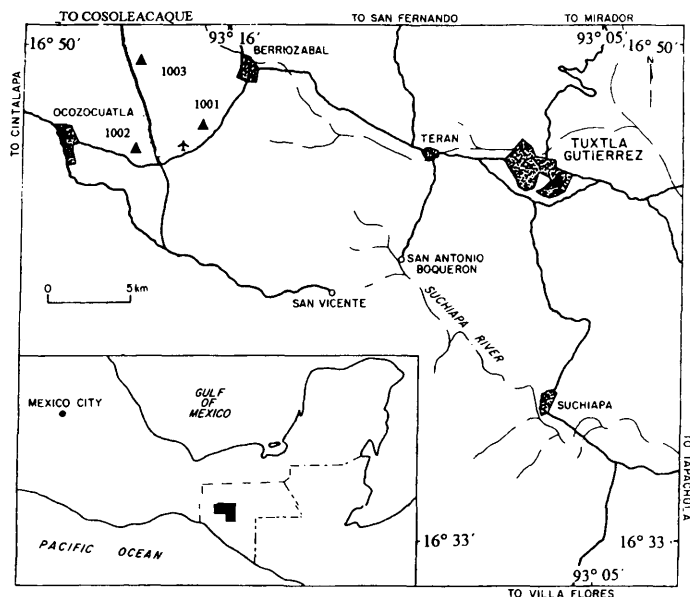 TO COSOLEACAQUE
TO SAN FERNANDO
TO MIRADOR
16° 50'
93° 16'
93° 05'
16° 50'
BERRIOZABAL
N
1003
TO CINTALAPA
OCOZOCUATLA
1001
1002
TERAN
TUXTLA
GUTIERREZ
SAN ANTONIO
BOQUERON
0 5 km
SAN VICENTE
SUCHIAPA RIVER
SUCHIAPA
MEXICO CITY
GULF
OF
MEXICO
PACIFIC OCEAN
TO TAPACHULA
16° 33'
16° 33'
93° 05'
TO VILLA FLORES